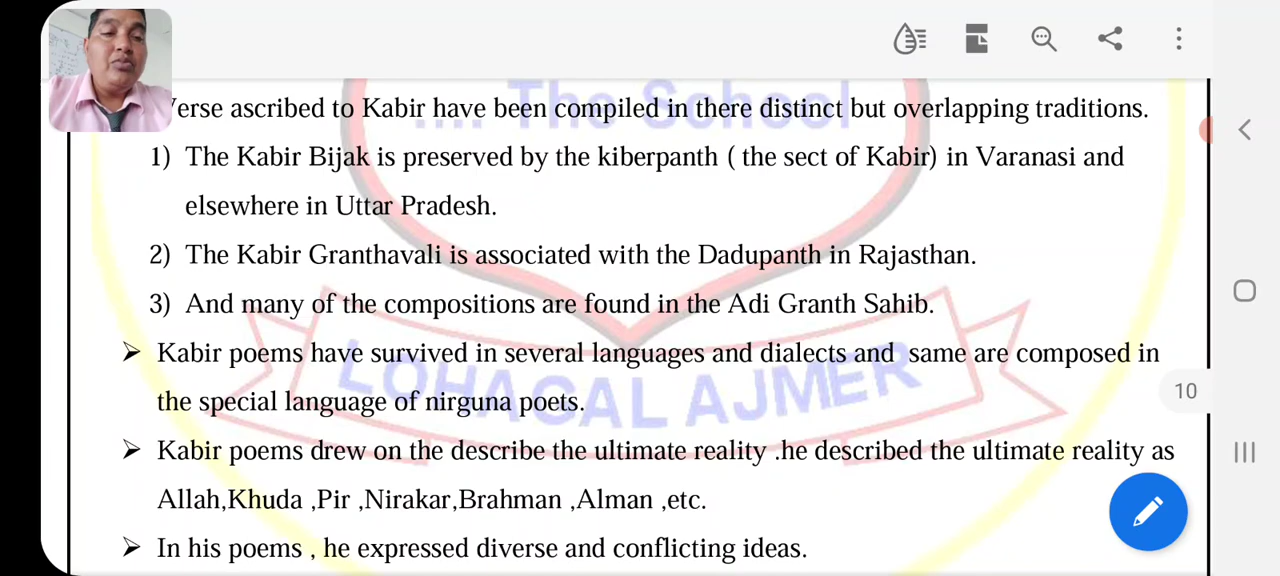 .... The School
Verse ascribed to Kabir have been compiled in there distinct but overlapping traditions.
1) The Kabir Bijak is preserved by the kiberpanth ( the sect of Kabir) in Varanasi and
elsewhere in Uttar Pradesh.
2) The Kabir Granthavali is associated with the Dadupanth in Rajasthan.
3) And many of the compositions are found in the Adi Granth Sahib.
➢ Kabir poems have survived in several languages and dialects and same are composed in
the special language of nirguna poets.
LOHAGAL AJMER
10
➢ Kabir poems drew on the describe the ultimate reality .he described the ultimate reality as
Allah,Khuda ,Pir ,Nirakar,Brahman ,Alman ,etc.
➢ In his poems , he expressed diverse and conflicting ideas.